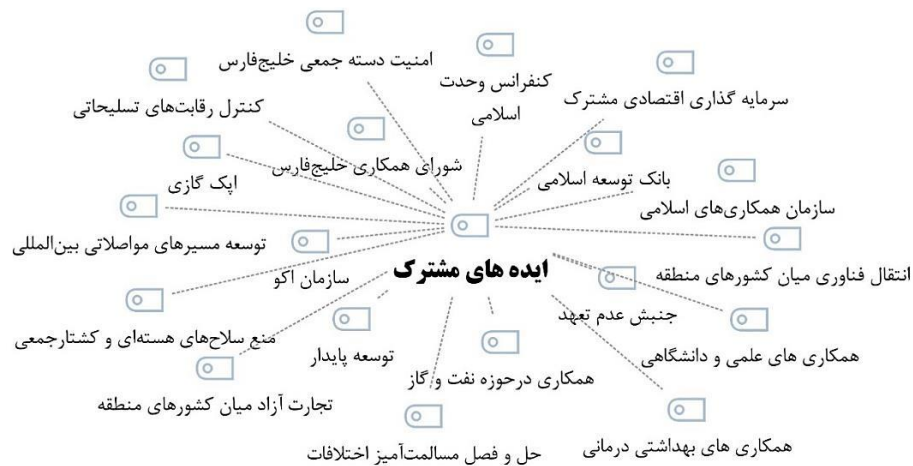 امنیت دسته جمعی خلیج‌فارس
کنفرانس وحدت
اسلامی
سرمایه گذاری اقتصادی مشترک
کنترل رقابت‌های تسلیحاتی
شورای همکاری خلیج‌فارس
بانک توسعه اسلامی
اپک گازی
سازمان همکاری‌های اسلامی
توسعه مسیرهای مواصلاتی بین‌المللی
سازمان اکو
ایده های مشترک
انتقال فناوری میان کشورهای منطقه
جنبش عدم تعهد
منع سلاح‌های هسته‌ای و کشتارجمعی
توسعه پایدار
همکاری های علمی و دانشگاهی
همکاری درحوزه نفت و گاز
تجارت آزاد میان کشورهای منطقه
همکاری های بهداشتی درمانی
حل و فصل مسالمت‌آمیز اختلافات